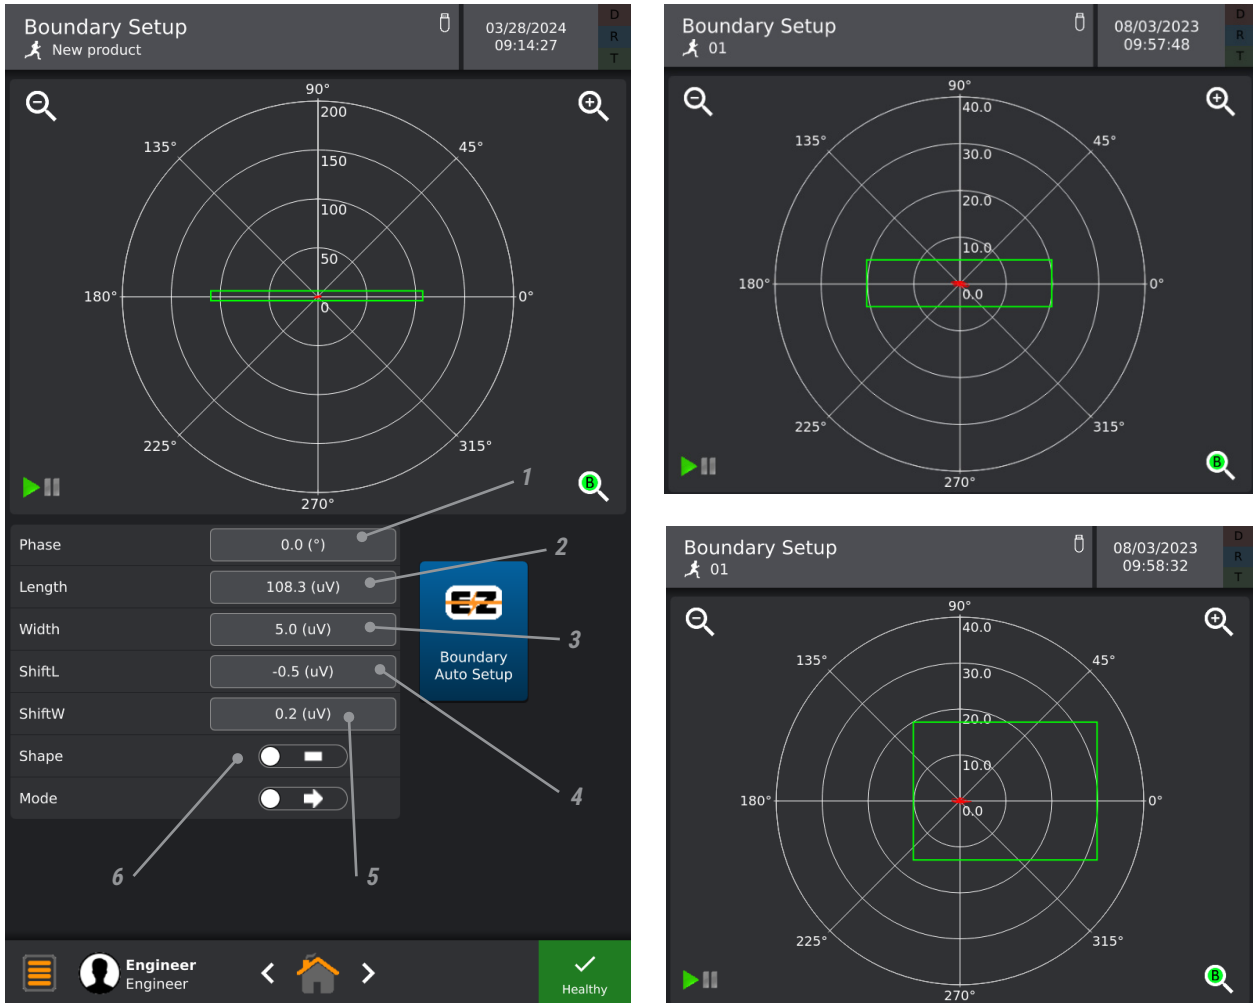 Boundary Setup
New product
03/28/2024
09:14:27
D
R
T
90°
200
135°
45°
150
100
50
180°
0°
0
225°
315°
270°
B
1
Phase
0.0 (°)
2
Length
108.3 (uV)
EZ
Width
5.0 (uV)
3
Boundary
Auto Setup
ShiftL
-0.5 (uV)
ShiftW
0.2 (uV)
Shape
Mode
4
6
5
Engineer
Engineer
Healthy
Boundary Setup
01
08/03/2023
09:57:48
D
R
T
90°
40.0
135°
45°
30.0
20.0
10.0
180°
0°
0.0
225°
315°
B
270°
Boundary Setup
01
08/03/2023
09:58:32
D
R
T
90°
40.0
135°
45°
30.0
20.0
10.0
180°
0°
0.0
225°
315°
B
270°